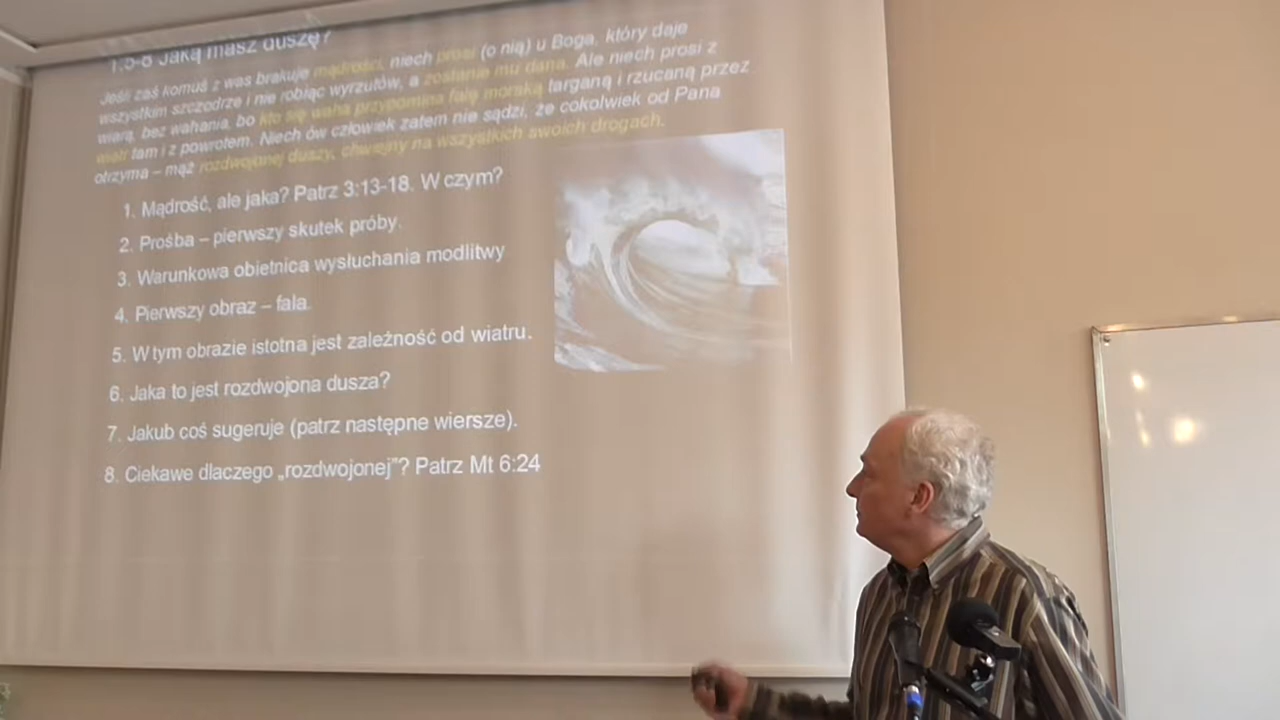 1.5-8 Jaką masz duszę?
Jeśli zaś komuś z was brakuje mądrości, niech prosi (o nią) u Boga, który daje
wszystkim szczodrze i nie robiąc wyrzutów, a zostanie mu dana. Ale niech prosi z
wiarą, bez wahania, bo kto się waha przypomina falę morską targaną i rzucaną przez
wiatr tam i z powrotem. Niech ów człowiek zatem nie sądzi, że cokolwiek od Pana
otrzyma – mąż rozdwojonej duszy, chwiejny na wszystkich swoich drogach.
1. Mądrość, ale jaka? Patrz 3:13-18. W czym?
2. Prośba – pierwszy skutek próby.
3. Warunkowa obietnica wysłuchania modlitwy
4. Pierwszy obraz – fala.
5. W tym obrazie istotna jest zależność od wiatru.
6. Jaka to jest rozdwojona dusza?
7. Jakub coś sugeruje (patrz następne wiersze).
8. Ciekawe dlaczego „rozdwojonej”? Patrz Mt 6:24